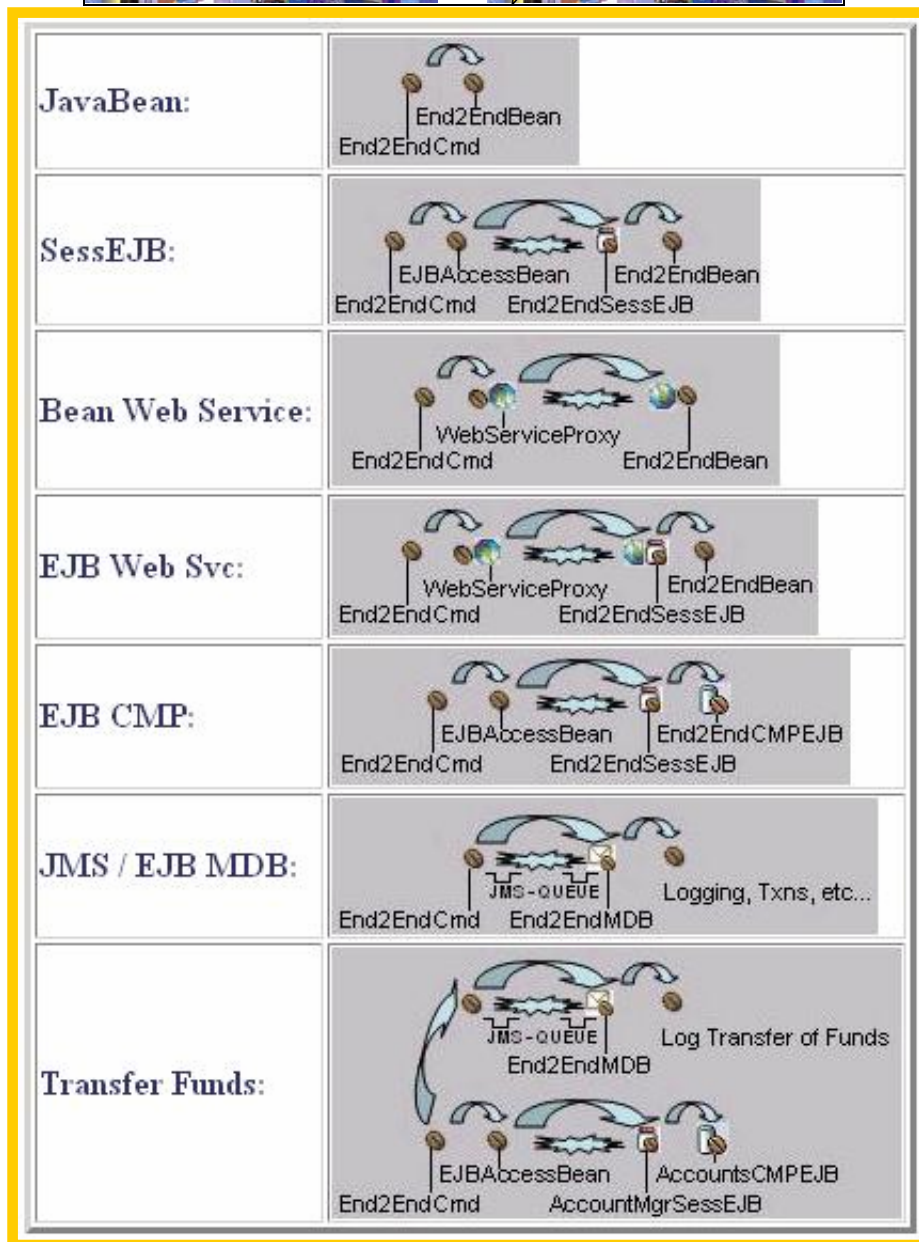 JavaBean:
End2EndBean
End2EndCmd
SessEJB:
EJBAccessBean End2EndBean
End2EndCmd End2EndSessEJB
Bean Web Service:
WebServiceProxy
End2EndCmd End2EndBean
EJB Web Svc:
WebServiceProxy End2EndBean
End2EndCmd End2EndSessEJB
EJB CMP:
EJBAccessBean End2EndCMPEJB
End2EndCmd End2EndSessEJB
JMS / EJB MDB:
JMS-QUEUE Logging, Txns, etc...
End2EndCmd End2EndMDB
Transfer Funds:
JMS-QUEUE Log Transfer of Funds
End2EndMDB
EJBAccessBean AccountsCMPEJB
End2EndCmd AccountMgrSessEJB